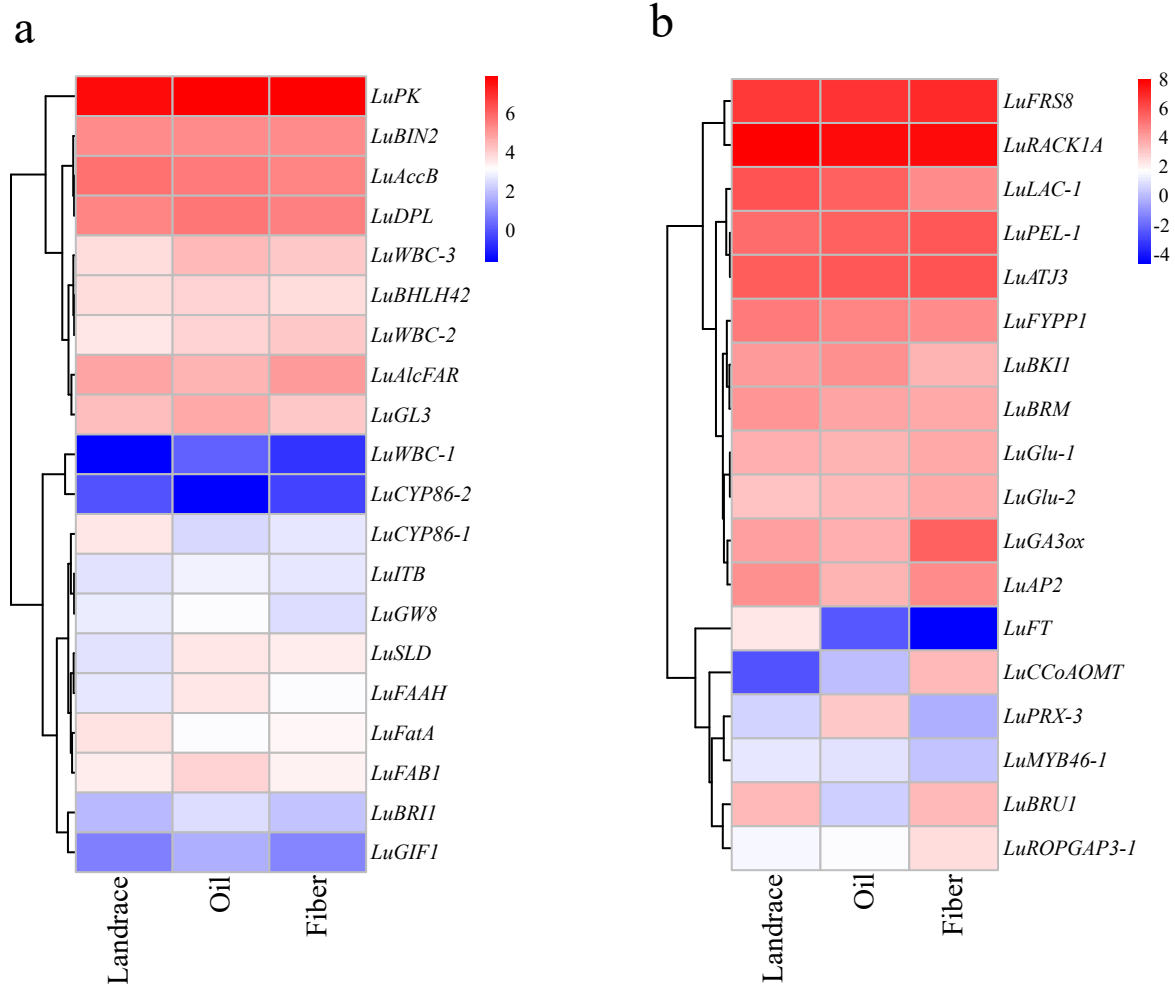 a
LuPK
LuBIN2
LuAccB
LuDPL
LuWBC-3
LuBHLH42
LuWBC-2
LuAlcFAR
LuGL3
LuWBC-1
LuCYP86-2
LuCYP86-1
LuITB
LuGW8
LuSLD
LuFAAH
LuFatA
LuFAB1
LuBRI1
LuGIF1
6
4
2
0
Landrace
Oil
Fiber
b
LuFRS8
LuRACK1A
LuLAC-1
LuPEL-1
LuATJ3
LuFYPP1
LuBKI1
LuBRM
LuGlu-1
LuGlu-2
LuGA3ox
LuAP2
LuFT
LuCCoAOMT
LuPRX-3
LuMYB46-1
LuBRU1
LuROPGAP3-1
8
6
4
2
0
-2
-4
Landrace
Oil
Fiber